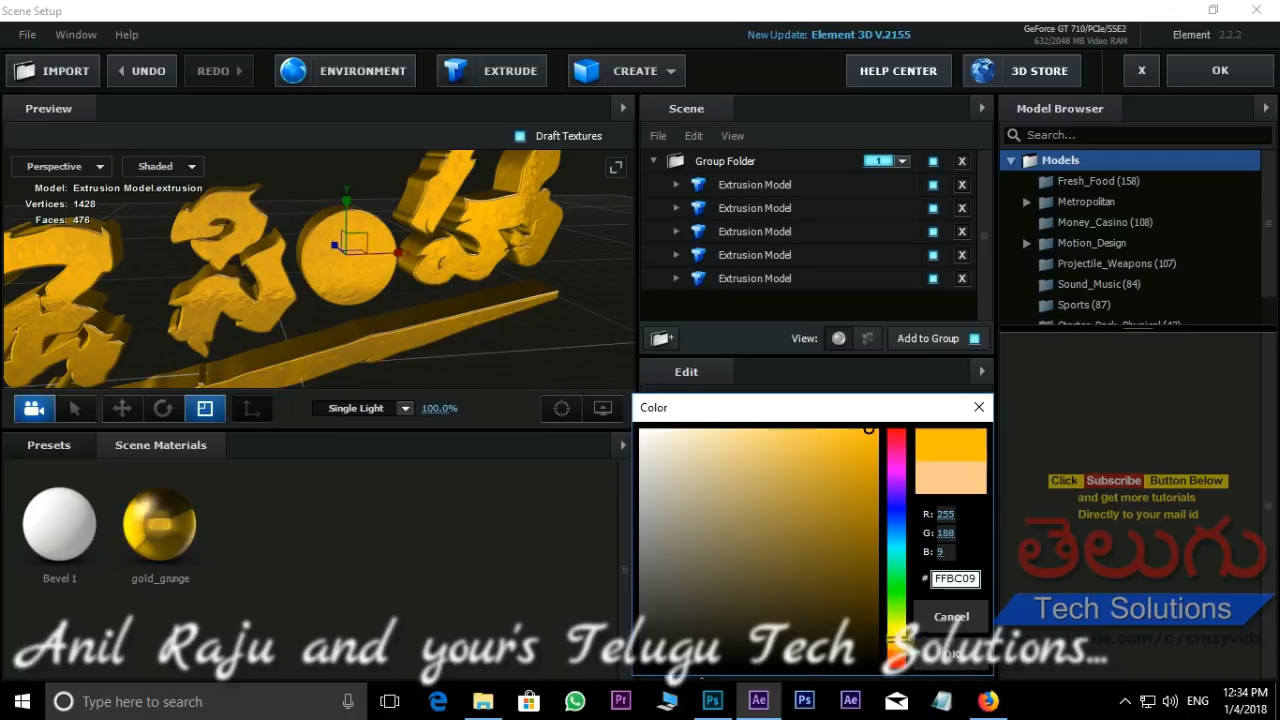 Scene Setup
File Window Help
New Update: Element 3D V.2155
GeForce GT 710/PCIe/SSE2
632/2048 MB Video RAM
Element 2.2.2
IMPORT
UNDO
REDO
ENVIRONMENT
EXTRUDE
CREATE
HELP CENTER
3D STORE
X
OK
Preview
Draft Textures
Perspective
Shaded
Model: Extrusion Model.extrusion
Vertices: 1428
Faces: 476
Y
Single Light
100.0%
Scene
File Edit View
Group Folder 1 X
Extrusion Model X
Extrusion Model X
Extrusion Model X
Extrusion Model X
Extrusion Model X
View:
Add to Group
Edit
Model Browser
Search...
Models
Fresh_Food (158)
Metropolitan
Money_Casino (108)
Motion_Design
Projectile_Weapons (107)
Sound_Music (84)
Sports (87)
Presets
Scene Materials
Bevel 1
gold_grunge
Color
R: 255
G: 188
B: 9
# FFBC09
Cancel
Click Subscribe Button Below
and get more tutorials
Directly to your mail id
తెలుగు
Tech Solutions
Anil Raju and your's Telugu Tech Solutions...
Type here to search
ENG
12:34 PM
1/4/2018